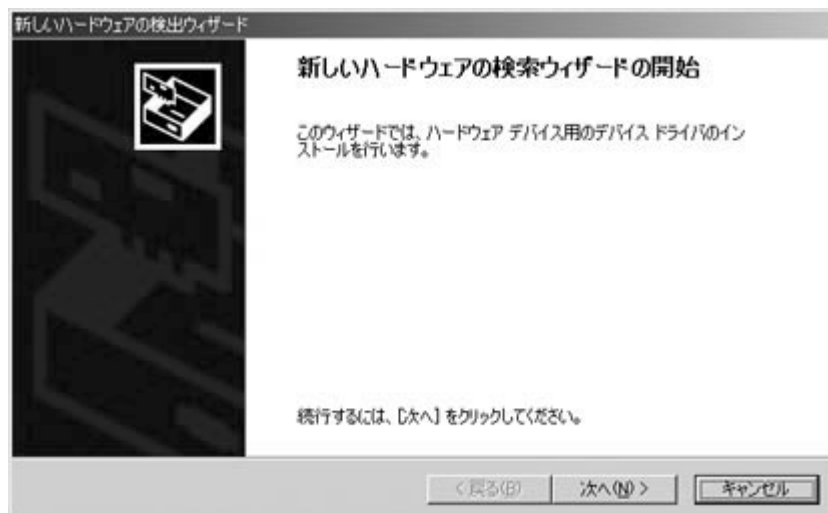 新しいハードウェアの検出ウィザード
新しいハードウェアの検索ウィザードの開始
このウィザードでは、ハードウェア デバイス用のデバイス ドライバのイン
ストールを行います。
続行するには、[次へ] をクリックしてください。
< 戻る(B)
次へ(N) >
キャンセル